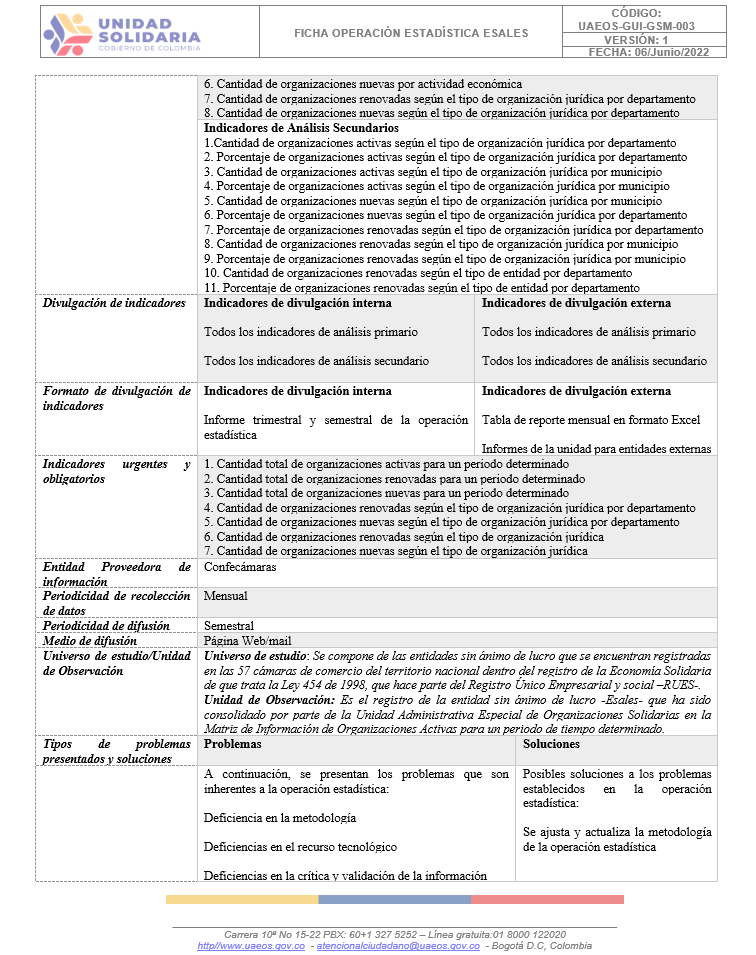 UNIDAD
SOLIDARIA
GOBIERNO DE COLOMBIA
FICHA OPERACIÓN ESTADÍSTICA ESALES
CÓDIGO:
UAEOS-GUI-GSM-003
VERSIÓN: 1
FECHA: 06/Junio/2022
6. Cantidad de organizaciones nuevas por actividad económica
7. Cantidad de organizaciones renovadas según el tipo de organización jurídica por departamento
8. Cantidad de organizaciones nuevas según el tipo de organización jurídica por departamento
Indicadores de Análisis Secundarios
1.Cantidad de organizaciones activas según el tipo de organización jurídica por departamento
2. Porcentaje de organizaciones activas según el tipo de organización jurídica por departamento
3. Cantidad de organizaciones activas según el tipo de organización jurídica por municipio
4. Porcentaje de organizaciones activas según el tipo de organización jurídica por municipio
5. Cantidad de organizaciones nuevas según el tipo de organización jurídica por municipio
6. Porcentaje de organizaciones nuevas según el tipo de organización jurídica por departamento
7. Porcentaje de organizaciones renovadas según el tipo de organización jurídica por departamento
8. Cantidad de organizaciones renovadas según el tipo de organización jurídica por municipio
9. Porcentaje de organizaciones renovadas según el tipo de organización jurídica por municipio
10. Cantidad de organizaciones renovadas según el tipo de entidad por departamento
11. Porcentaje de organizaciones renovadas según el tipo de entidad por departamento
Divulgación de indicadores
Indicadores de divulgación interna
Todos los indicadores de análisis primario
Todos los indicadores de análisis secundario
Indicadores de divulgación externa
Todos los indicadores de análisis primario
Todos los indicadores de análisis secundario
Formato de divulgación de
indicadores
Indicadores de divulgación interna
Informe trimestral y semestral de la operación
estadística
Indicadores de divulgación externa
Tabla de reporte mensual en formato Excel
Informes de la unidad para entidades externas
Indicadores urgentes y
obligatorios
1. Cantidad total de organizaciones activas para un periodo determinado
2. Cantidad total de organizaciones renovadas para un periodo determinado
3. Cantidad total de organizaciones nuevas para un periodo determinado
4. Cantidad de organizaciones renovadas según el tipo de organización jurídica por departamento
5. Cantidad de organizaciones nuevas según el tipo de organización jurídica por departamento
6. Cantidad de organizaciones renovadas según el tipo de organización jurídica
7. Cantidad de organizaciones nuevas según el tipo de organización jurídica
Entidad Proveedora de
información
Confecámaras
Periodicidad de recolección
de datos
Mensual
Periodicidad de difusión
Semestral
Medio de difusión
Página Web/mail
Universo de estudio/Unidad
de Observación
Universo de estudio: Se compone de las entidades sin ánimo de lucro que se encuentran registradas
en las 57 cámaras de comercio del territorio nacional dentro del registro de la Economía Solidaria
de que trata la Ley 454 de 1998, que hace parte del Registro Único Empresarial y social –RUES-.
Unidad de Observación: Es el registro de la entidad sin ánimo de lucro -Esales- que ha sido
consolidado por parte de la Unidad Administrativa Especial de Organizaciones Solidarias en la
Matriz de Información de Organizaciones Activas para un periodo de tiempo determinado.
Tipos de problemas
presentados y soluciones
Problemas
Soluciones
A continuación, se presentan los problemas que son
inherentes a la operación estadística:
Deficiencia en la metodología
Deficiencias en el recurso tecnológico
Deficiencias en la crítica y validación de la información
Posibles soluciones a los problemas
establecidos en la operación
estadística:
Se ajusta y actualiza la metodología
de la operación estadística
Carrera 10ª No 15-22 PBX: 60+1 327 5252 – Línea gratuita:01 8000 122020
http//www.uaeos.gov.co - atencionalciudadano@uaeos.gov.co - Bogotá D.C, Colombia